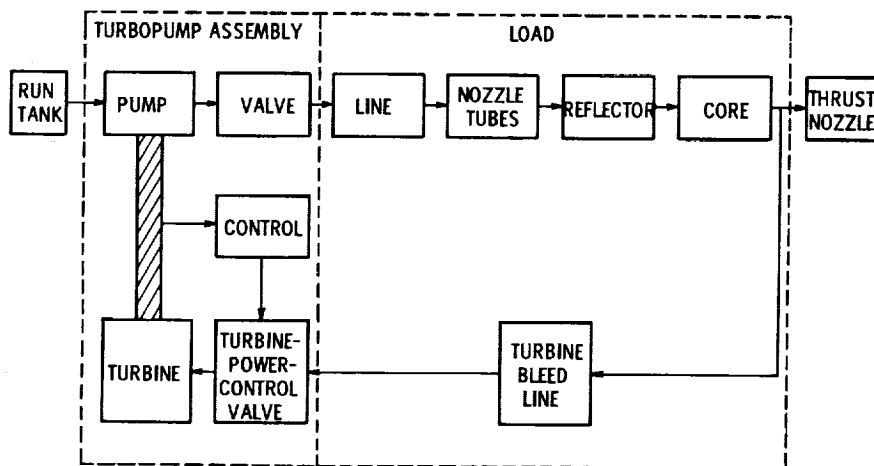 TURBOPUMP ASSEMBLY
LOAD
RUN
TANK
PUMP
VALVE
LINE
NOZZLE
TUBES
REFLECTOR
CORE
THRUST
NOZZLE
CONTROL
TURBINE
TURBINE-
POWER-
CONTROL
VALVE
TURBINE
BLEED
LINE